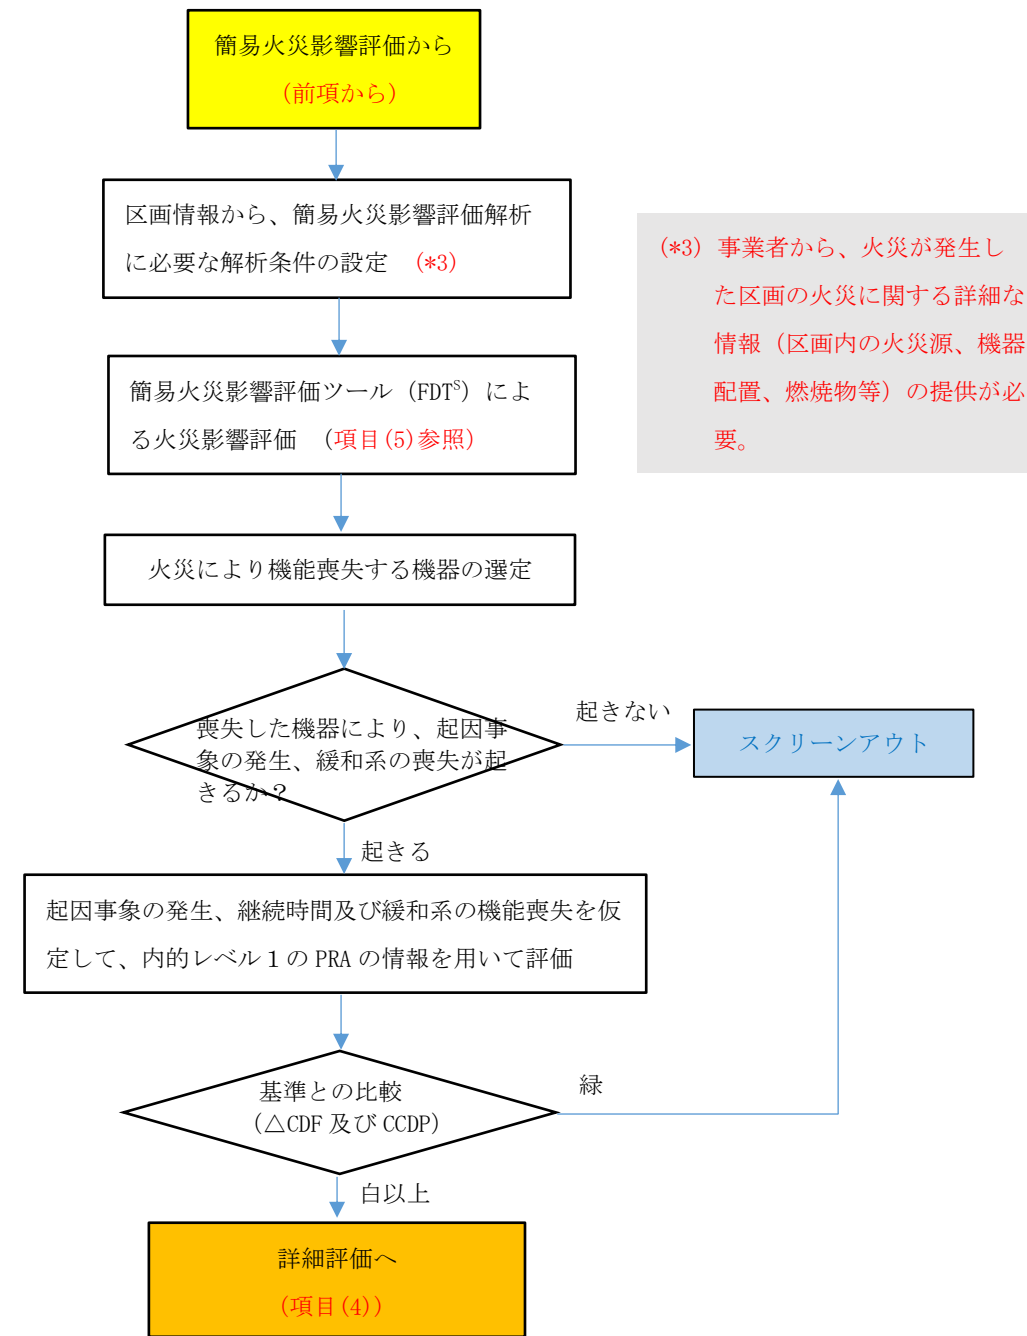 簡易火災影響評価から
（前項から）
区画情報から、簡易火災影響評価解析
に必要な解析条件の設定　(*3)
(*3) 事業者から、火災が発生し
た区画の火災に関する詳細な
情報（区画内の火災源、機器
配置、燃焼物等）の提供が必
要。
簡易火災影響評価ツール（FDTS）によ
る火災影響評価　（項目(5)参照）
火災により機能喪失する機器の選定
喪失した機器により、起因事
象の発生、緩和系の喪失が起
きるか？
起きない
スクリーンアウト
起きる
起因事象の発生、継続時間及び緩和系の機能喪失を仮
定して、内的レベル１の PRA の情報を用いて評価
基準との比較
（△CDF 及び CCDP）
緑
白以上
詳細評価へ
（項目(4)）